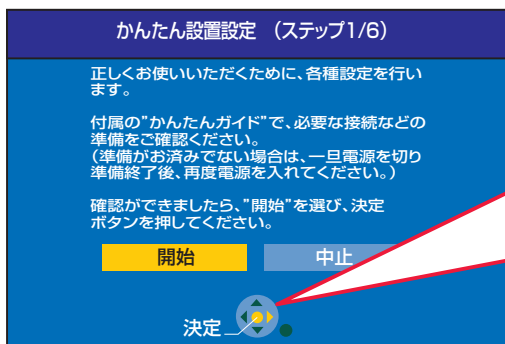 かんたん設置設定　（ステップ1/6）
正しくお使いいただくために、各種設定を行い
ます。
付属の”かんたんガイド”で、必要な接続などの
準備をご確認ください。
（準備がお済みでない場合は、一旦電源を切り
準備終了後、再度電源を入れてください。）
確認ができましたら、”開始”を選び、決定
ボタンを押してください。
開始　中止
決定